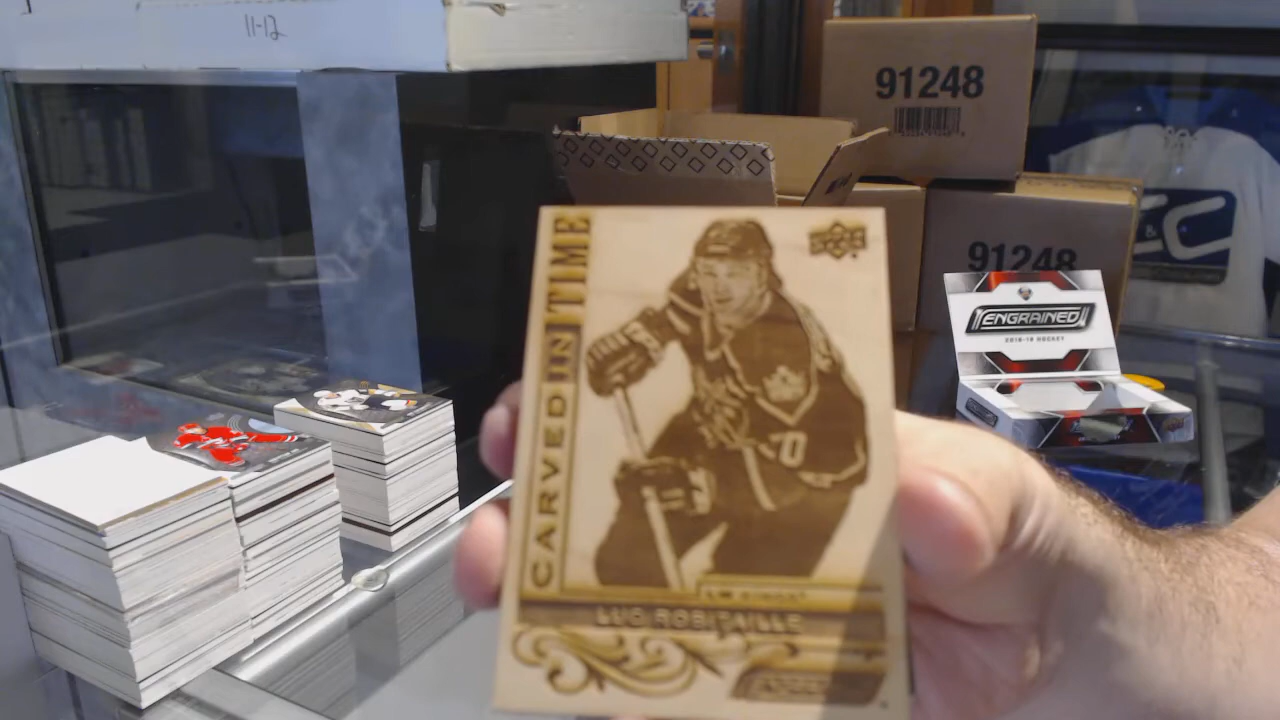 11-12
91248
91248
ENGRAINED
2018-19 HOCKEY
CARVED IN TIME
LUC ROBITAILLE